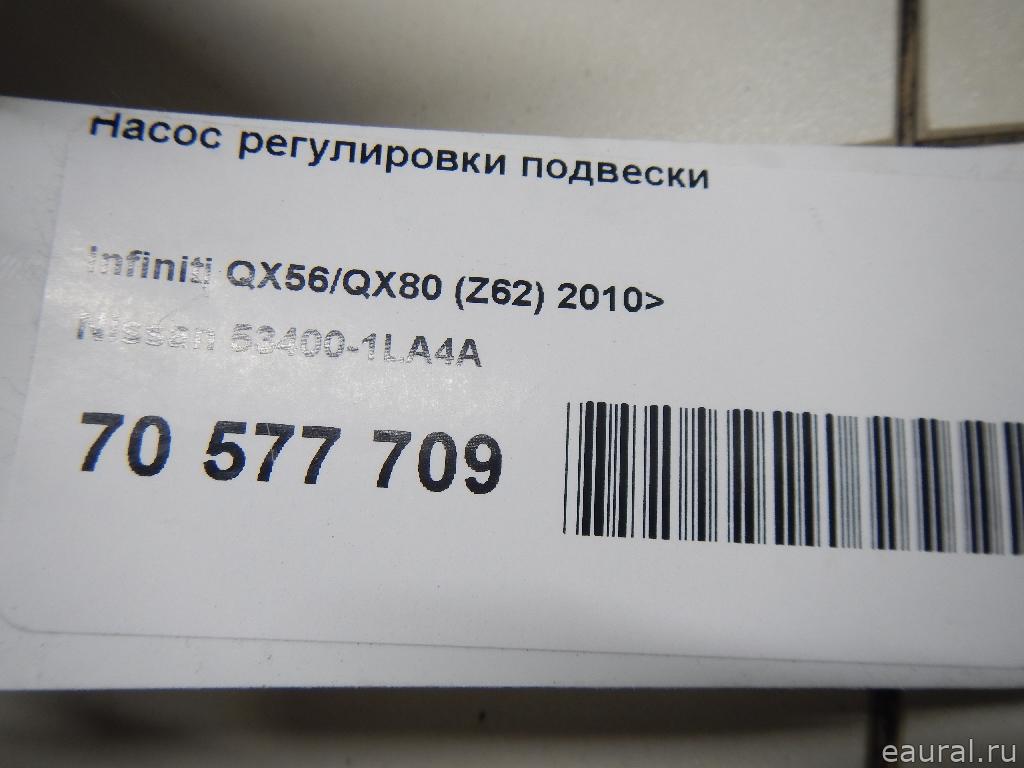 Насос регулировки подвески
Infiniti QX56/QX80 (Z62) 2010>
Nissan 53400-1LA4A
70 577 709
eaural.ru